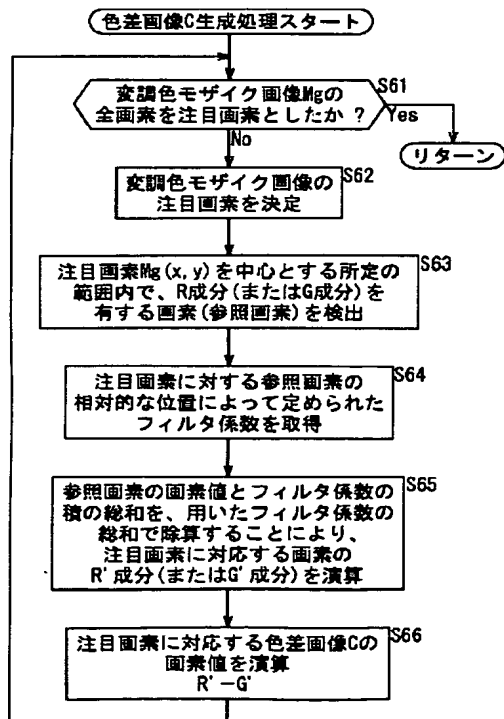 色差画像C生成処理スタート
S61
変調色モザイク画像Mgの
全画素を注目画素としたか ?
Yes
No
リターン
S62
変調色モザイク画像の
注目画素を決定
S63
注目画素Mg(x,y)を中心とする所定の
範囲内で、R成分(またはG成分)を
有する画素(参照画素)を検出
S64
注目画素に対する参照画素の
相対的な位置によって定められた
フィルタ係数を取得
S65
参照画素の画素値とフィルタ係数の
積の総和を、用いたフィルタ係数の
総和で除算することにより、
注目画素に対応する画素の
R'成分(またはG'成分)を演算
S66
注目画素に対応する色差画像Cの
画素値を演算
R'−G'